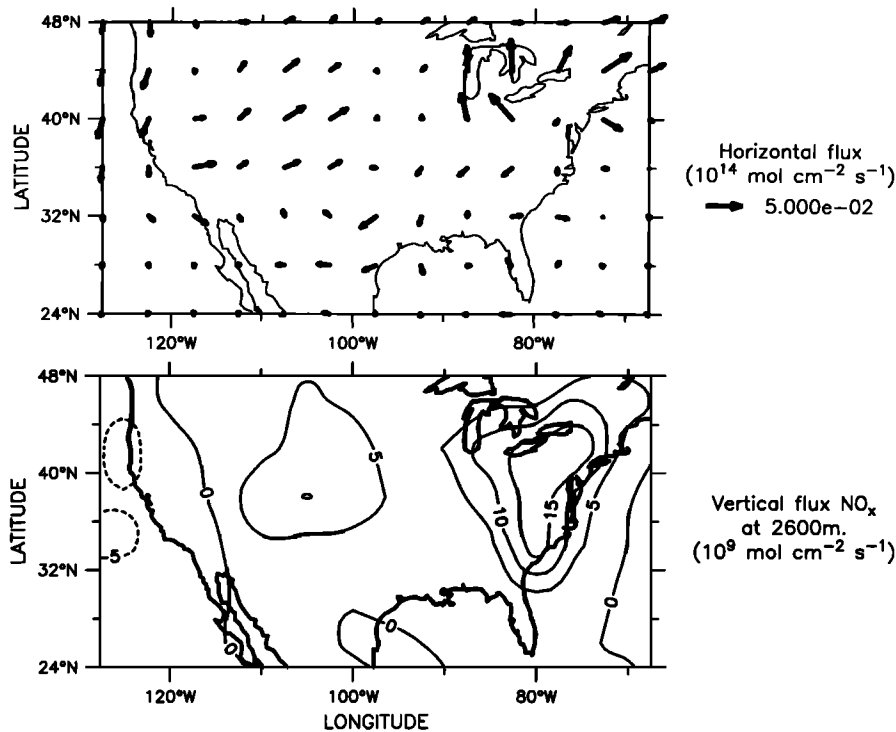 48°N
40°N
32°N
24°N
LATITUDE
120°W 100°W 80°W
Horizontal flux
(10¹⁴ mol cm⁻² s⁻¹)
5.000e−02
48°N
40°N
32°N
24°N
LATITUDE
0
5
0
10
15
5
-5
0
0
0
120°W 100°W 80°W
LONGITUDE
Vertical flux NOₓ
at 2600m.
(10⁹ mol cm⁻² s⁻¹)